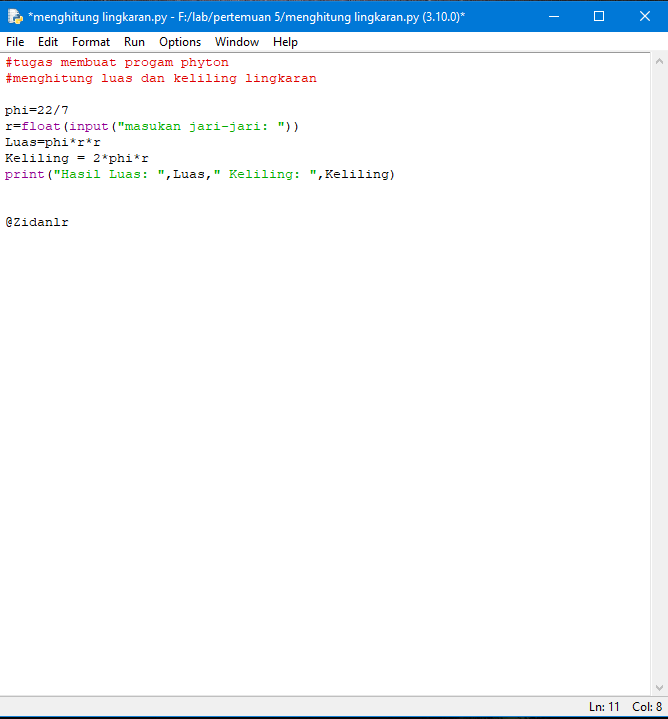 *menghitung lingkaran.py - F:/lab/pertemuan 5/menghitung lingkaran.py (3.10.0)*
File Edit Format Run Options Window Help
#tugas membuat progam phyton
#menghitung luas dan keliling lingkaran
phi=22/7
r=float(input("masukan jari-jari: "))
Luas=phi*r*r
Keliling = 2*phi*r
print("Hasil Luas: ",Luas," Keliling: ",Keliling)
@Zidanlr
Ln: 11 Col: 8